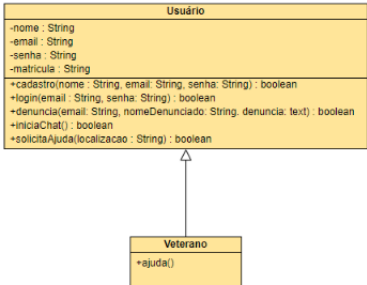 Usuário
-nome : String
-email : String
-senha : String
-matricula : String
+cadastro(nome : String, email: String, senha: String) : boolean
+login(email : String, senha: String) : boolean
+denuncia(email: String, nomeDenunciado: String. denuncia: text) : boolean
+iniciaChat() : boolean
+solicitaAjuda(localizacao : String) : boolean
Veterano
+ajuda()